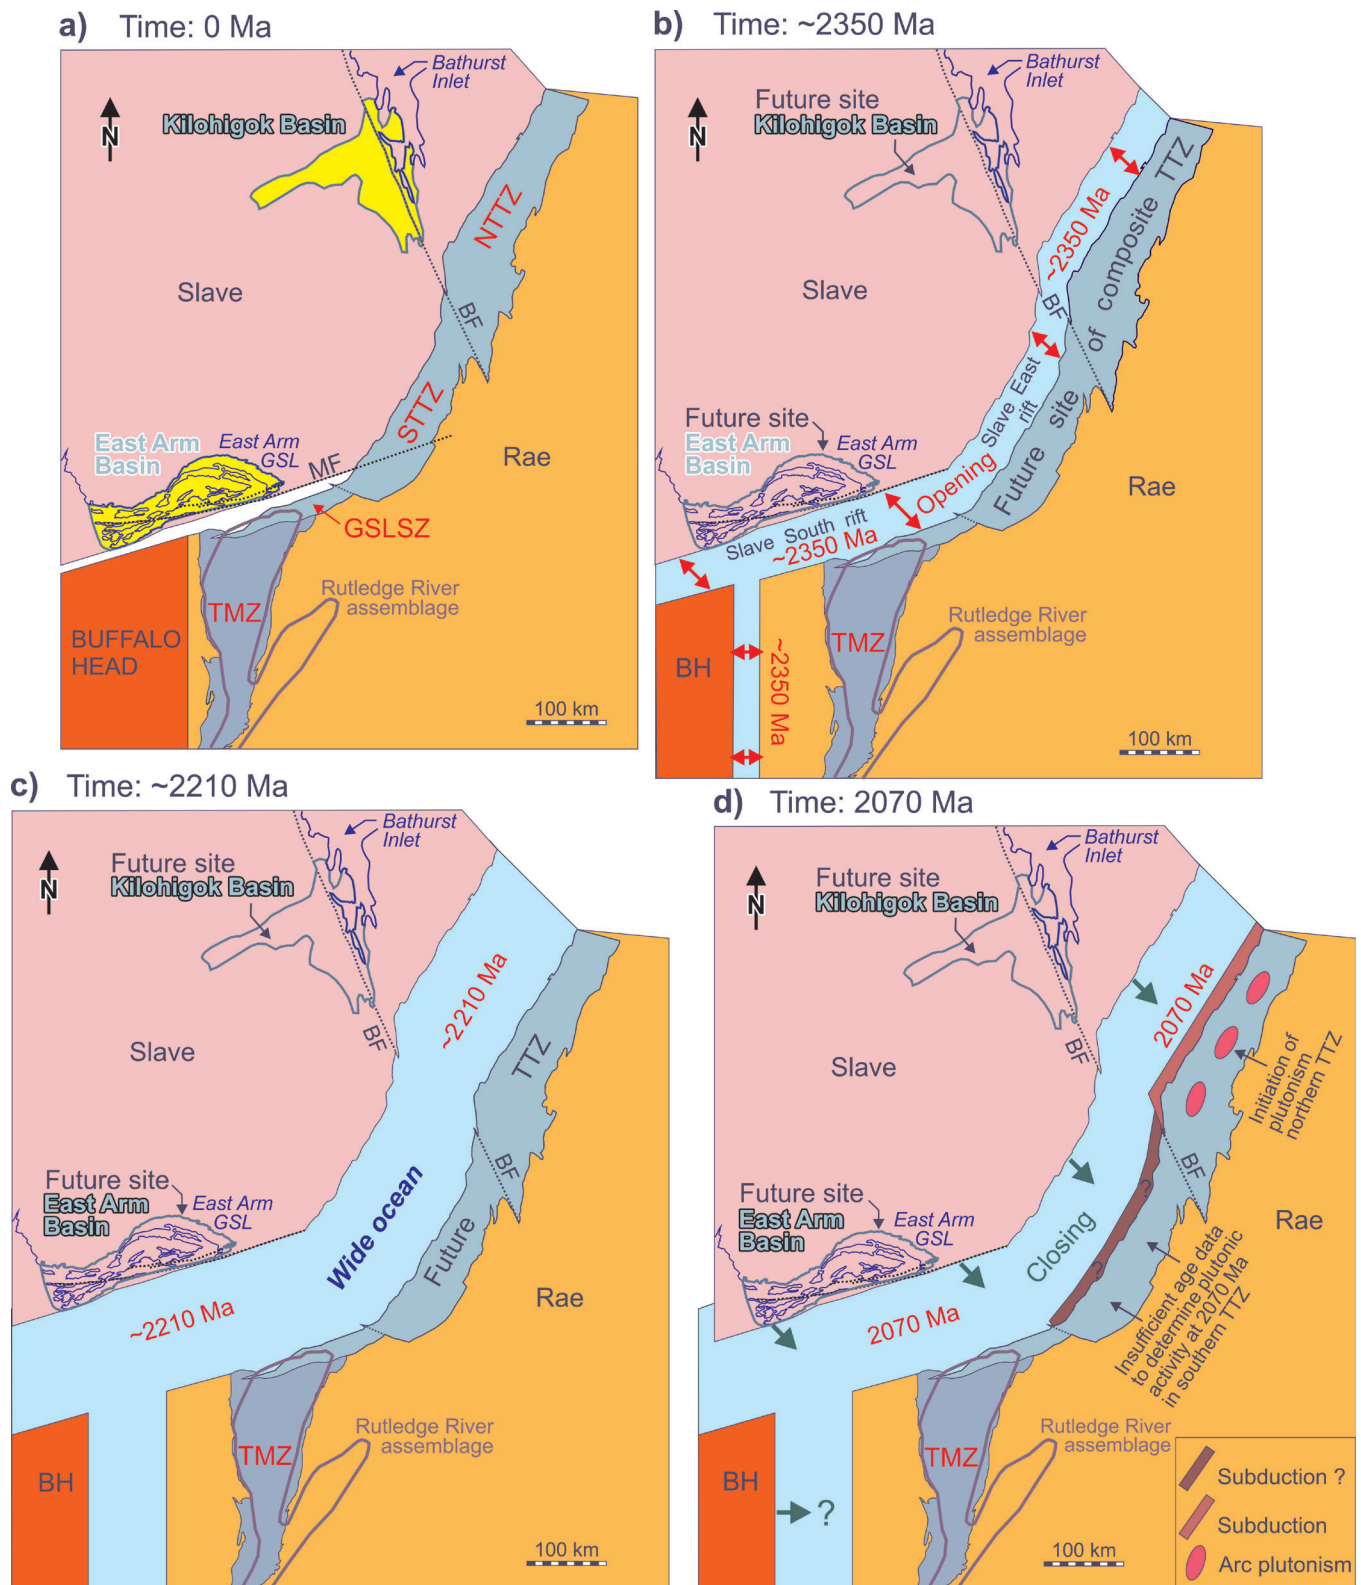 a) Time: 0 Ma
Bathurst
Inlet
N
Kilohigok Basin
NTTZ
Slave
BF
STTZ
East Arm
Basin
East Arm
GSL
MF
Rae
GSLSZ
TMZ
Rutledge River
assemblage
BUFFALO
HEAD
100 km
b) Time: ~2350 Ma
Bathurst
Inlet
Future site
Kilohigok Basin
N
~2350 Ma
Future site of composite TTZ
Slave
BF
Slave East
rift
Future site
East Arm
Basin
East Arm
GSL
Opening
Rae
Slave South rift
~2350 Ma
BH
~2350 Ma
TMZ
Rutledge River
assemblage
100 km
c) Time: ~2210 Ma
Bathurst
Inlet
Future site
Kilohigok Basin
N
~2210 Ma
BF
Slave
Future TTZ
BF
Wide ocean
Future site
East Arm
Basin
East Arm
GSL
Rae
~2210 Ma
TMZ
Rutledge River
assemblage
BH
100 km
d) Time: 2070 Ma
Bathurst
Inlet
Future site
Kilohigok Basin
N
2070 Ma
BF
Slave
Initiation of
plutonism
northern TTZ
BF
?
?
Closing
Future site
East Arm
Basin
East Arm
GSL
Rae
2070 Ma
Insufficient age data
to determine plutonic
activity at 2070 Ma
in southern TTZ
TMZ
Rutledge River
assemblage
BH
?
100 km
Subduction ?
Subduction
Arc plutonism